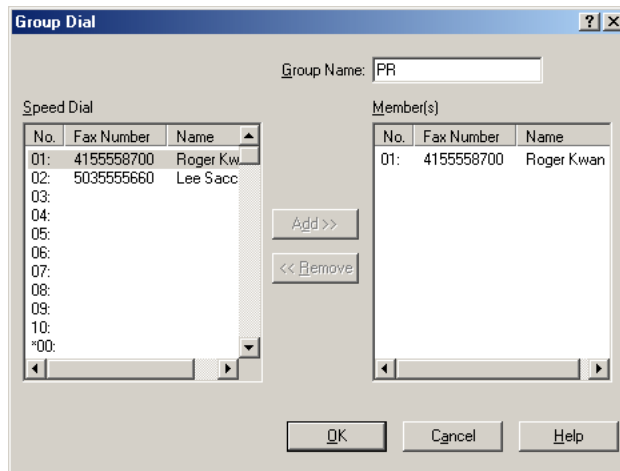 Group Dial
Group Name: PR
Speed Dial
No. Fax Number Name
01: 4155558700 Roger Kw
02: 5035555660 Lee Sacc
03:
04:
05:
06:
07:
08:
09:
10:
*00:
Add >>
<< Remove
Member(s)
No. Fax Number Name
01: 4155558700 Roger Kwan
OK Cancel Help